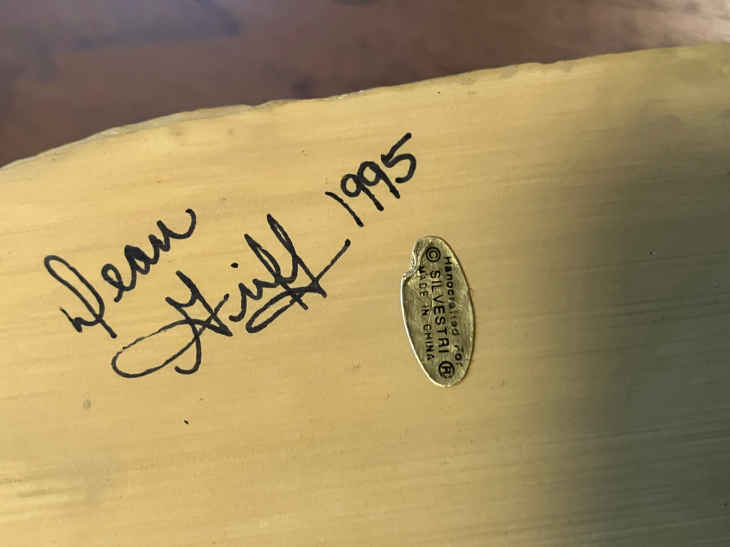 Dean
Griff 1995
Handcrafted for
© SILVESTRI ®
MADE IN CHINA